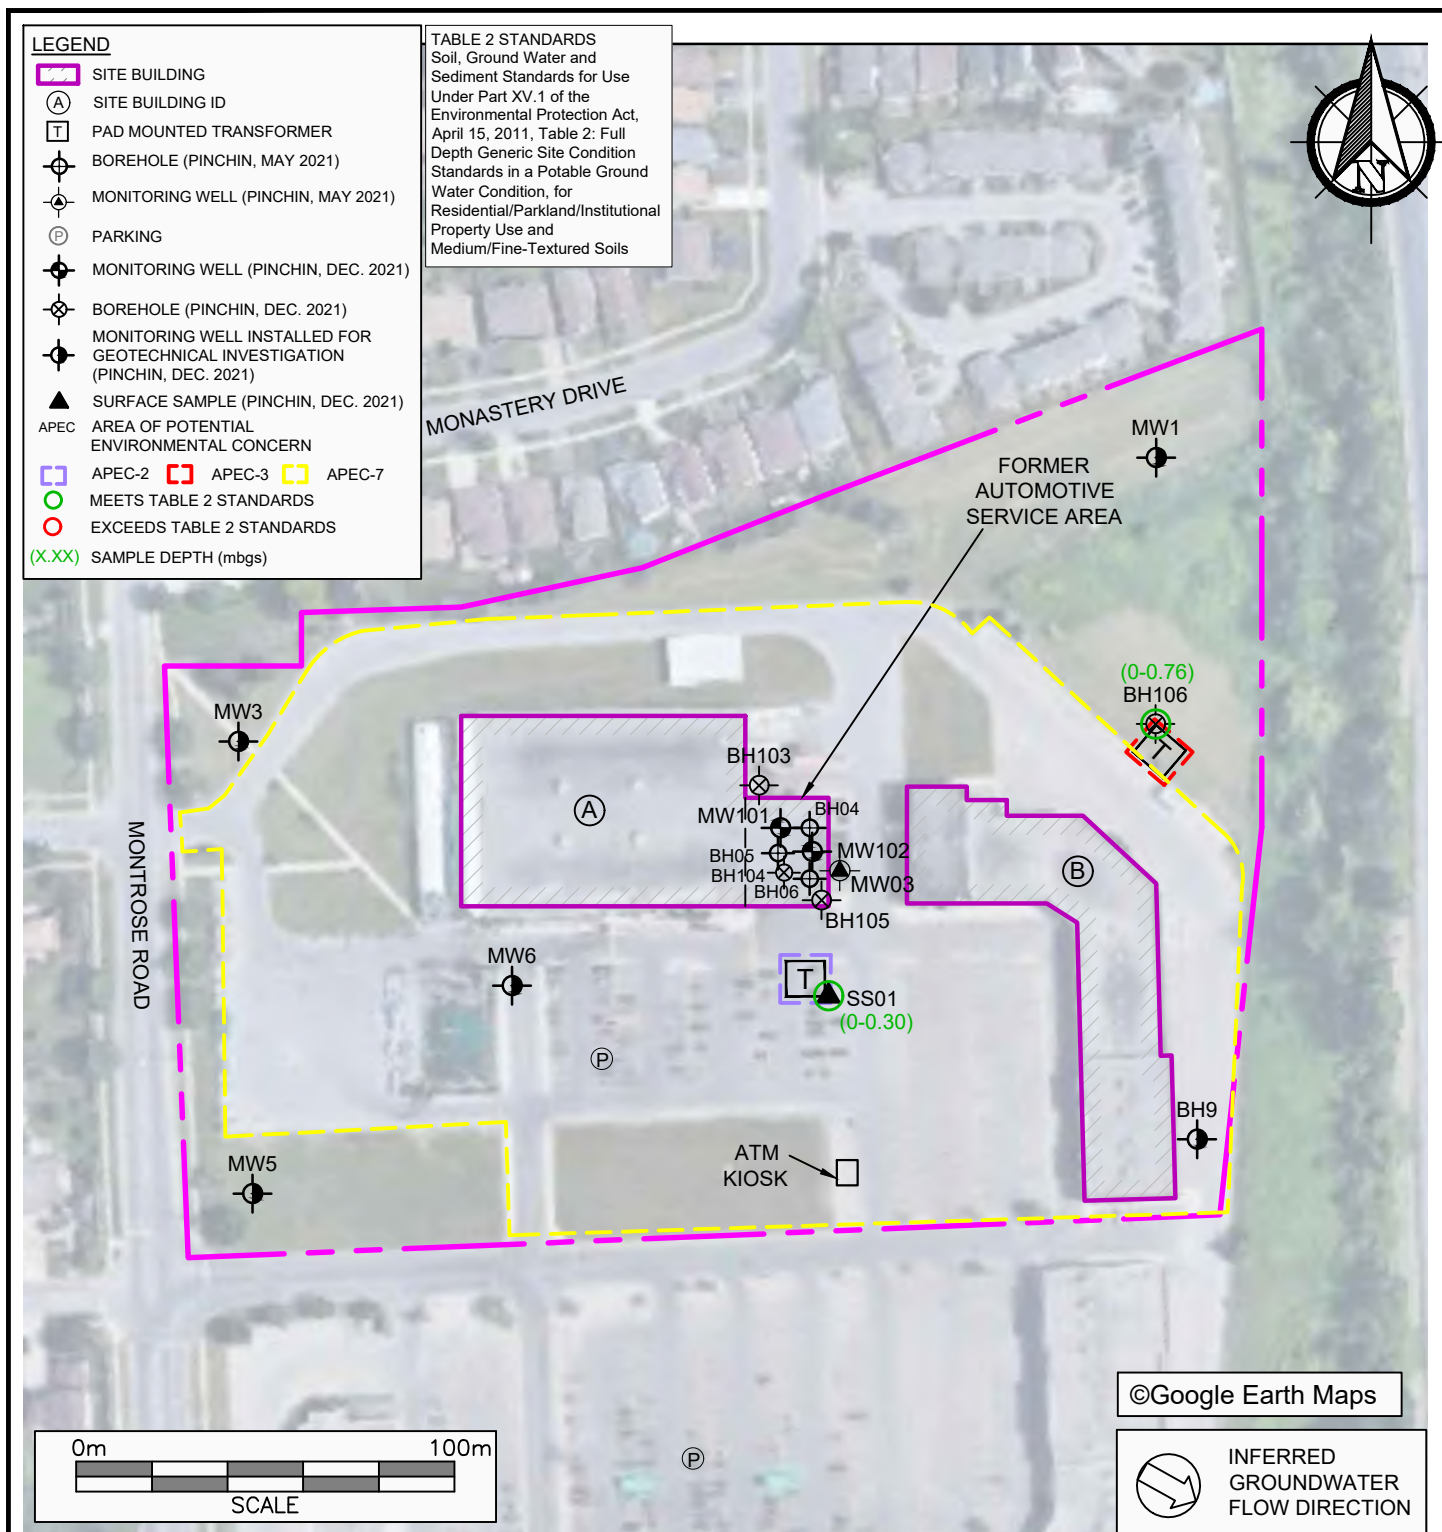 LEGEND
SITE BUILDING
A SITE BUILDING ID
T PAD MOUNTED TRANSFORMER
BOREHOLE (PINCHIN, MAY 2021)
MONITORING WELL (PINCHIN, MAY 2021)
P PARKING
MONITORING WELL (PINCHIN, DEC. 2021)
BOREHOLE (PINCHIN, DEC. 2021)
MONITORING WELL INSTALLED FOR
GEOTECHNICAL INVESTIGATION
(PINCHIN, DEC. 2021)
SURFACE SAMPLE (PINCHIN, DEC. 2021)
APEC AREA OF POTENTIAL
ENVIRONMENTAL CONCERN
APEC-2 APEC-3 APEC-7
MEETS TABLE 2 STANDARDS
EXCEEDS TABLE 2 STANDARDS
(X.XX) SAMPLE DEPTH (mbgs)
TABLE 2 STANDARDS
Soil, Ground Water and
Sediment Standards for Use
Under Part XV.1 of the
Environmental Protection Act,
April 15, 2011, Table 2: Full
Depth Generic Site Condition
Standards in a Potable Ground
Water Condition, for
Residential/Parkland/Institutional
Property Use and
Medium/Fine-Textured Soils
N
MONASTERY DRIVE
MW1
FORMER
AUTOMOTIVE
SERVICE AREA
(0-0.76)
BH106
T
MW3
BH103
A
MW101
BH04
BH05
MW102
BH104
BH06
MW03
BH105
B
MONTROSE ROAD
MW6
T
SS01
(0-0.30)
P
BH9
ATM
KIOSK
MW5
©Google Earth Maps
0m 100m
SCALE
P
INFERRED
GROUNDWATER
FLOW DIRECTION